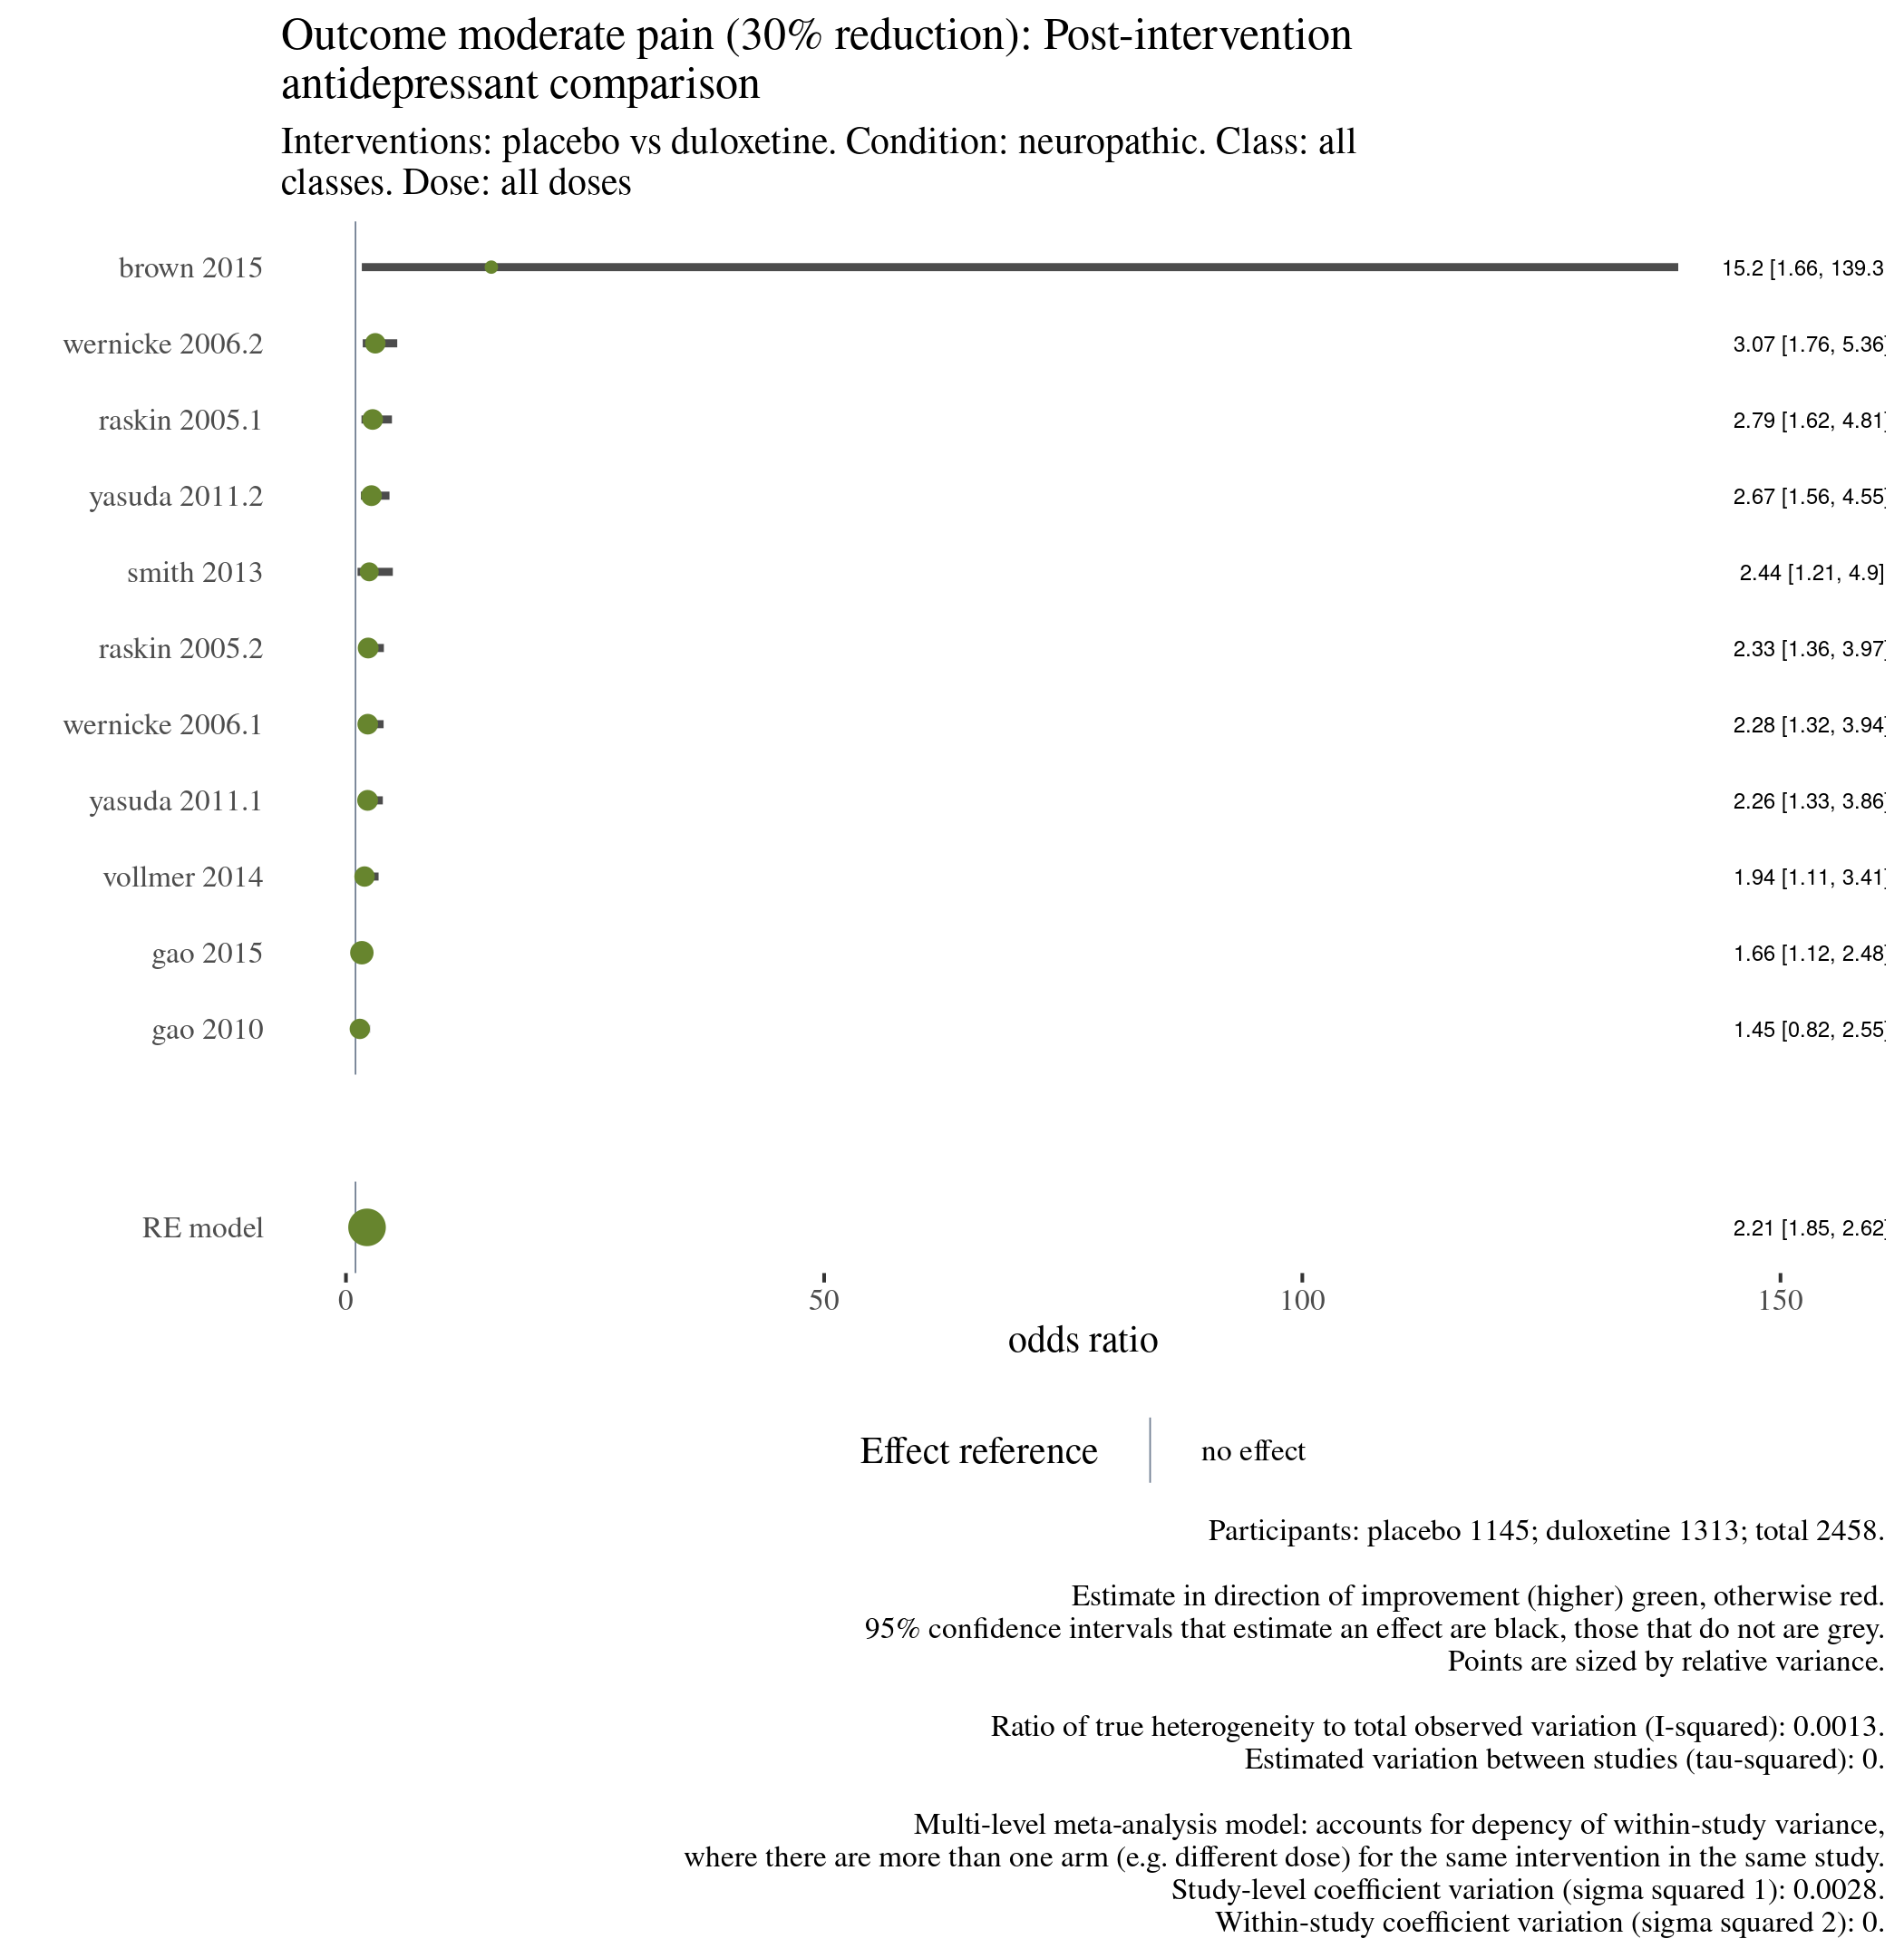 Outcome moderate pain (30% reduction): Post-intervention
antidepressant comparison
Interventions: placebo vs duloxetine. Condition: neuropathic. Class: all
classes. Dose: all doses
brown 2015 15.2 [1.66, 139.3
wernicke 2006.2 3.07 [1.76, 5.36]
raskin 2005.1 2.79 [1.62, 4.81]
yasuda 2011.2 2.67 [1.56, 4.55]
smith 2013 2.44 [1.21, 4.9]
raskin 2005.2 2.33 [1.36, 3.97]
wernicke 2006.1 2.28 [1.32, 3.94]
yasuda 2011.1 2.26 [1.33, 3.86]
vollmer 2014 1.94 [1.11, 3.41]
gao 2015 1.66 [1.12, 2.48]
gao 2010 1.45 [0.82, 2.55]
RE model 2.21 [1.85, 2.62]
0 50 100 150
odds ratio
Effect reference no effect
Participants: placebo 1145; duloxetine 1313; total 2458.
Estimate in direction of improvement (higher) green, otherwise red.
95% confidence intervals that estimate an effect are black, those that do not are grey.
Points are sized by relative variance.
Ratio of true heterogeneity to total observed variation (I-squared): 0.0013.
Estimated variation between studies (tau-squared): 0.
Multi-level meta-analysis model: accounts for depency of within-study variance,
where there are more than one arm (e.g. different dose) for the same intervention in the same study.
Study-level coefficient variation (sigma squared 1): 0.0028.
Within-study coefficient variation (sigma squared 2): 0.